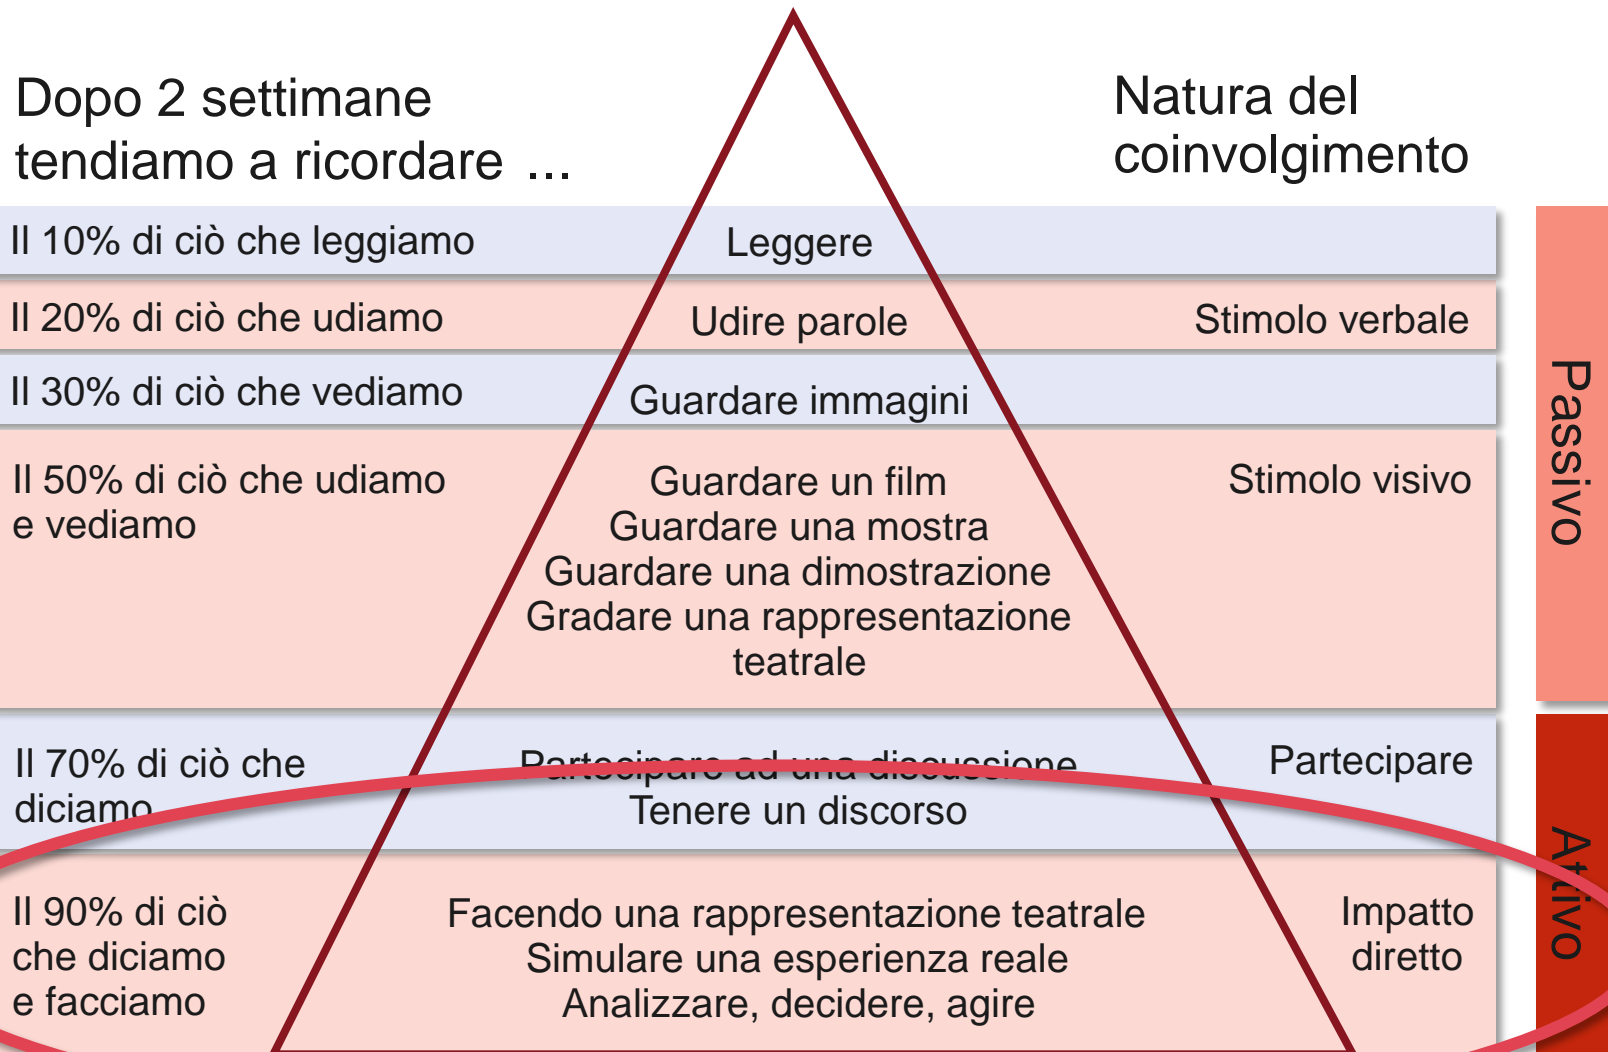 Dopo 2 settimane
tendiamo a ricordare ...
Natura del
coinvolgimento
Il 10% di ciò che leggiamo
Leggere
Il 20% di ciò che udiamo
Udire parole
Stimolo verbale
Il 30% di ciò che vediamo
Guardare immagini
Il 50% di ciò che udiamo
e vediamo
Guardare un film
Guardare una mostra
Guardare una dimostrazione
Gradare una rappresentazione
teatrale
Stimolo visivo
Passivo
Il 70% di ciò che
diciamo
Partecipare ad una discussione
Tenere un discorso
Partecipare
Il 90% di ciò
che diciamo
e facciamo
Facendo una rappresentazione teatrale
Simulare una esperienza reale
Analizzare, decidere, agire
Impatto
diretto
Attivo